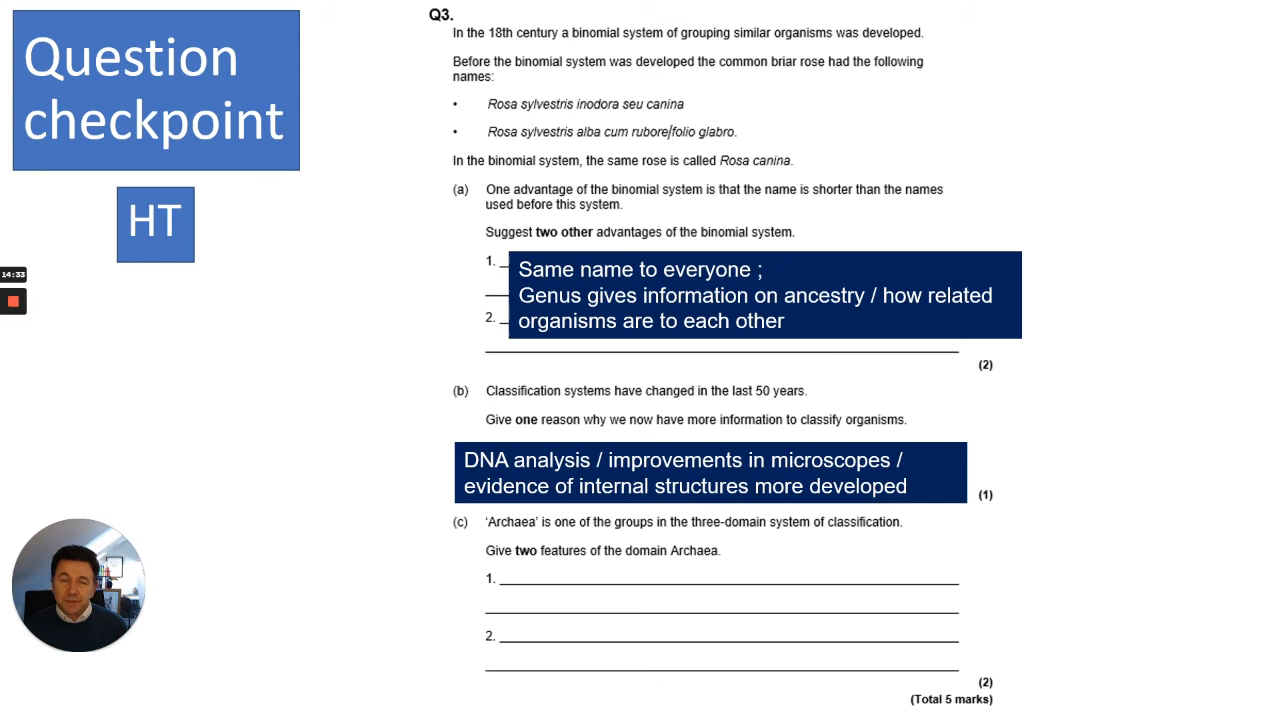 Question
checkpoint
HT
14:33
Q3.
In the 18th century a binomial system of grouping similar organisms was developed.
Before the binomial system was developed the common briar rose had the following
names:
• Rosa sylvestris inodora seu canina
• Rosa sylvestris alba cum rubore folio glabro.
In the binomial system, the same rose is called Rosa canina.
(a) One advantage of the binomial system is that the name is shorter than the names
used before this system.
Suggest two other advantages of the binomial system.
1.
Same name to everyone ;
Genus gives information on ancestry / how related
2.
organisms are to each other
(2)
(b) Classification systems have changed in the last 50 years.
Give one reason why we now have more information to classify organisms.
DNA analysis / improvements in microscopes /
evidence of internal structures more developed
(1)
(c) ‘Archaea’ is one of the groups in the three-domain system of classification.
Give two features of the domain Archaea.
1.
2.
(2)
(Total 5 marks)